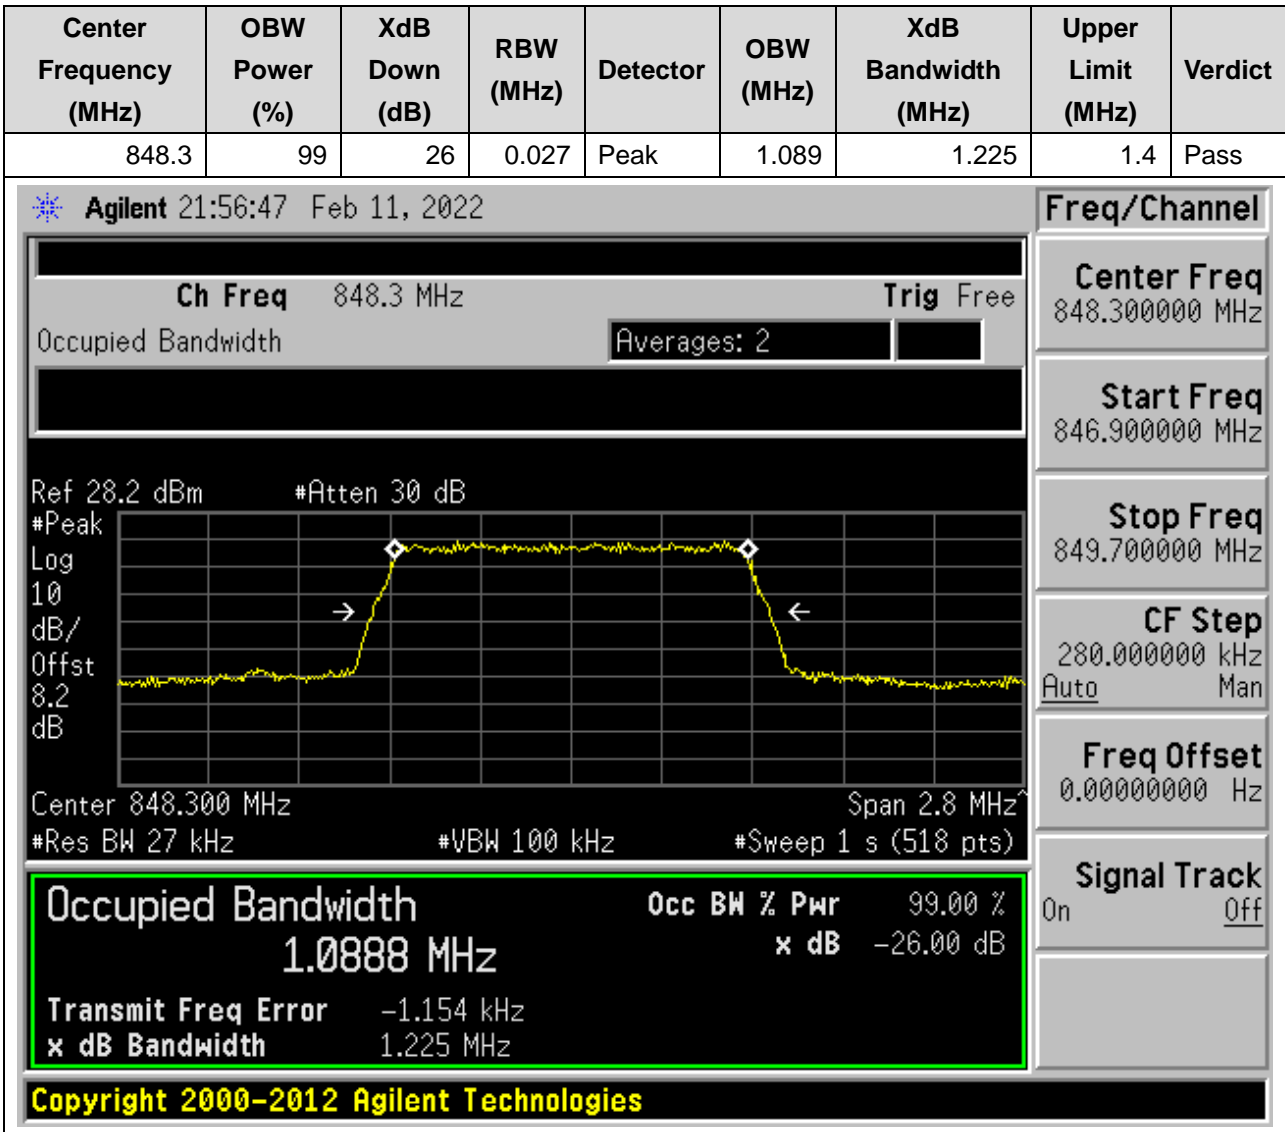 Center Frequency (MHz) OBW Power (%) XdB Down (dB) RBW (MHz) Detector OBW (MHz) XdB Bandwidth (MHz) Upper Limit (MHz) Verdict
848.3 99 26 0.027 Peak 1.089 1.225 1.4 Pass
Agilent 21:56:47 Feb 11, 2022
Freq/Channel
Ch Freq 848.3 MHz Trig Free
Occupied Bandwidth Averages: 2
Center Freq
848.300000 MHz
Start Freq
846.900000 MHz
Stop Freq
849.700000 MHz
CF Step
280.000000 kHz
Auto Man
Freq Offset
0.00000000 Hz
Signal Track
On Off
Ref 28.2 dBm #Atten 30 dB
#Peak
Log
10
dB/
Offst
8.2
dB
Center 848.300 MHz Span 2.8 MHz^
#Res BW 27 kHz #VBW 100 kHz #Sweep 1 s (518 pts)
Occupied Bandwidth Occ BW % Pwr 99.00 %
1.0888 MHz x dB -26.00 dB
Transmit Freq Error -1.154 kHz
x dB Bandwidth 1.225 MHz
Copyright 2000-2012 Agilent Technologies